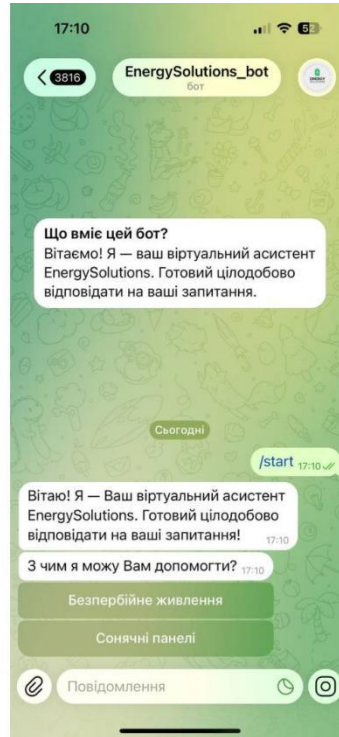 17:10
52
3816
EnergySolutions_bot
бот
ENERGY
Що вміє цей бот?
Вітаємо! Я — ваш віртуальний асистент
EnergySolutions. Готовий цілодобово
відповідати на ваші запитання.
Сьогодні
/start 17:10
Вітаю! Я — Ваш віртуальний асистент
EnergySolutions. Готовий цілодобово
відповідати на ваші запитання! 17:10
З чим я можу Вам допомогти? 17:10
Безпербійне живлення
Сонячні панелі
Повідомлення